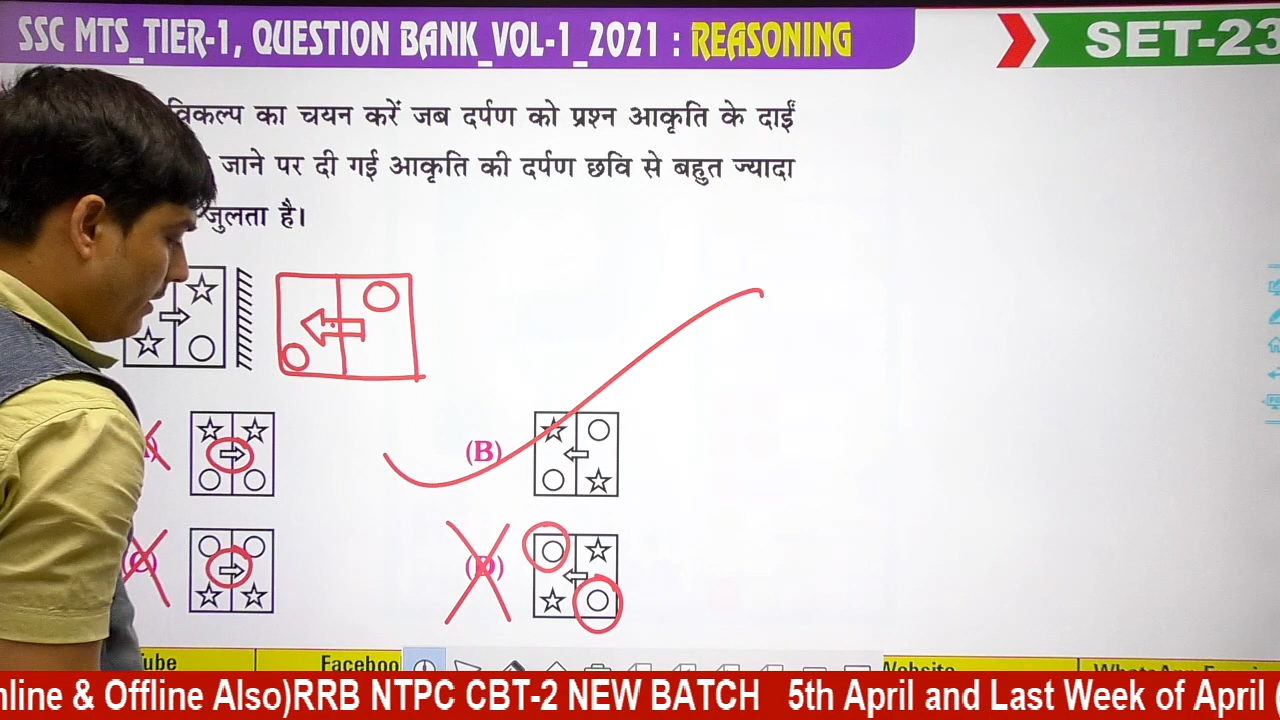 SSC MTS_TIER-1, QUESTION BANK_VOL-1_2021 : REASONING
SET-23
विकल्प का चयन करें जब दर्पण को प्रश्न आकृति के दाईं
जाने पर दी गई आकृति की दर्पण छवि से बहुत ज्यादा
जुलता है।
(B)
(C)
(D)
Faceboo
Website
nline & Offline Also)RRB NTPC CBT-2 NEW BATCH 5th April and Last Week of April (